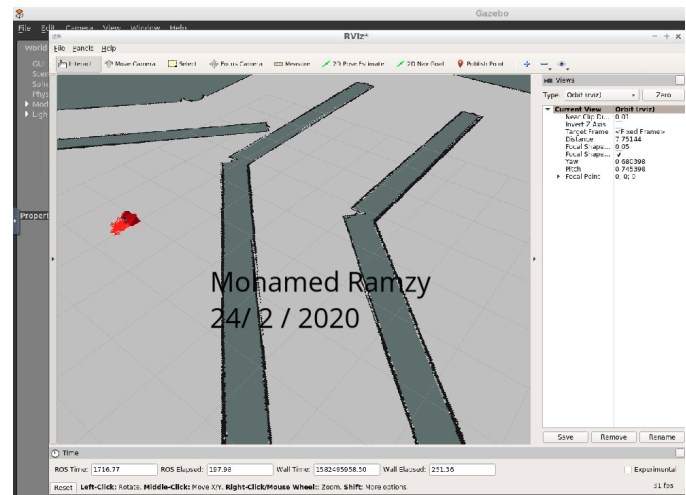 Gazebo
File Edit Camera View Window Help
RViz*
World
File Panels Help
Interact Move Camera Select Focus Camera Measure 2D Pose Estimate 2D Nav Goal Publish Point
Views
Type: Orbit (rviz) Zero
Current View Orbit (rviz)
Near Clip Di... 0.01
Invert Z Axis
Target Frame <Fixed Frame>
Distance 7.75144
Focal Shape... 0.05
Focal Shape...
Yaw 0.680398
Pitch 0.745398
Focal Point 0; 0; 0
Propert
Mohamed Ramzy
24/ 2 / 2020
Save Remove Rename
Time
ROS Time: 1716.77 ROS Elapsed: 197.98 Wall Time: 1582495958.50 Wall Elapsed: 251.56 Experimental
Reset Left-Click: Rotate. Middle-Click: Move X/Y. Right-Click/Mouse Wheel:: Zoom. Shift: More options. 31 fps